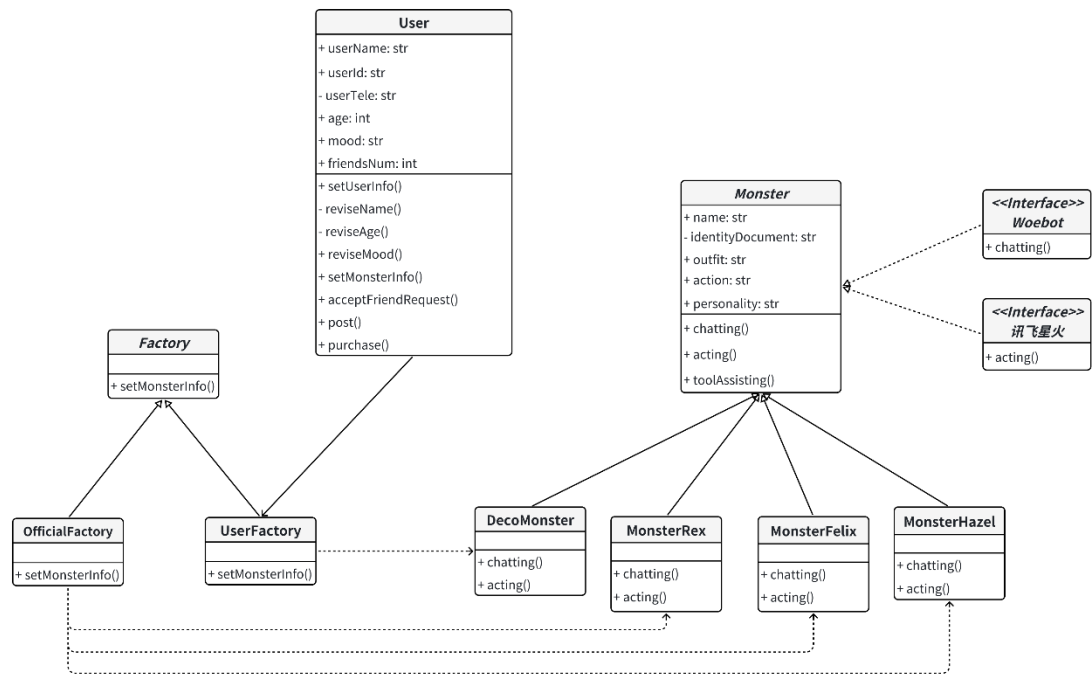 User
+ userName: str
+ userId: str
- userTele: str
+ age: int
+ mood: str
+ friendsNum: int
+ setUserInfo()
- reviseName()
- reviseAge()
+ reviseMood()
+ setMonsterInfo()
+ acceptFriendRequest()
+ post()
+ purchase()
Monster
+ name: str
- identityDocument: str
+ outfit: str
+ action: str
+ personality: str
+ chatting()
+ acting()
+ toolAssisting()
<<Interface>>
Woebot
+ chatting()
<<Interface>>
讯飞星火
+ acting()
Factory
+ setMonsterInfo()
OfficialFactory
+ setMonsterInfo()
UserFactory
+ setMonsterInfo()
DecoMonster
+ chatting()
+ acting()
MonsterRex
+ chatting()
+ acting()
MonsterFelix
+ chatting()
+ acting()
MonsterHazel
+ chatting()
+ acting()